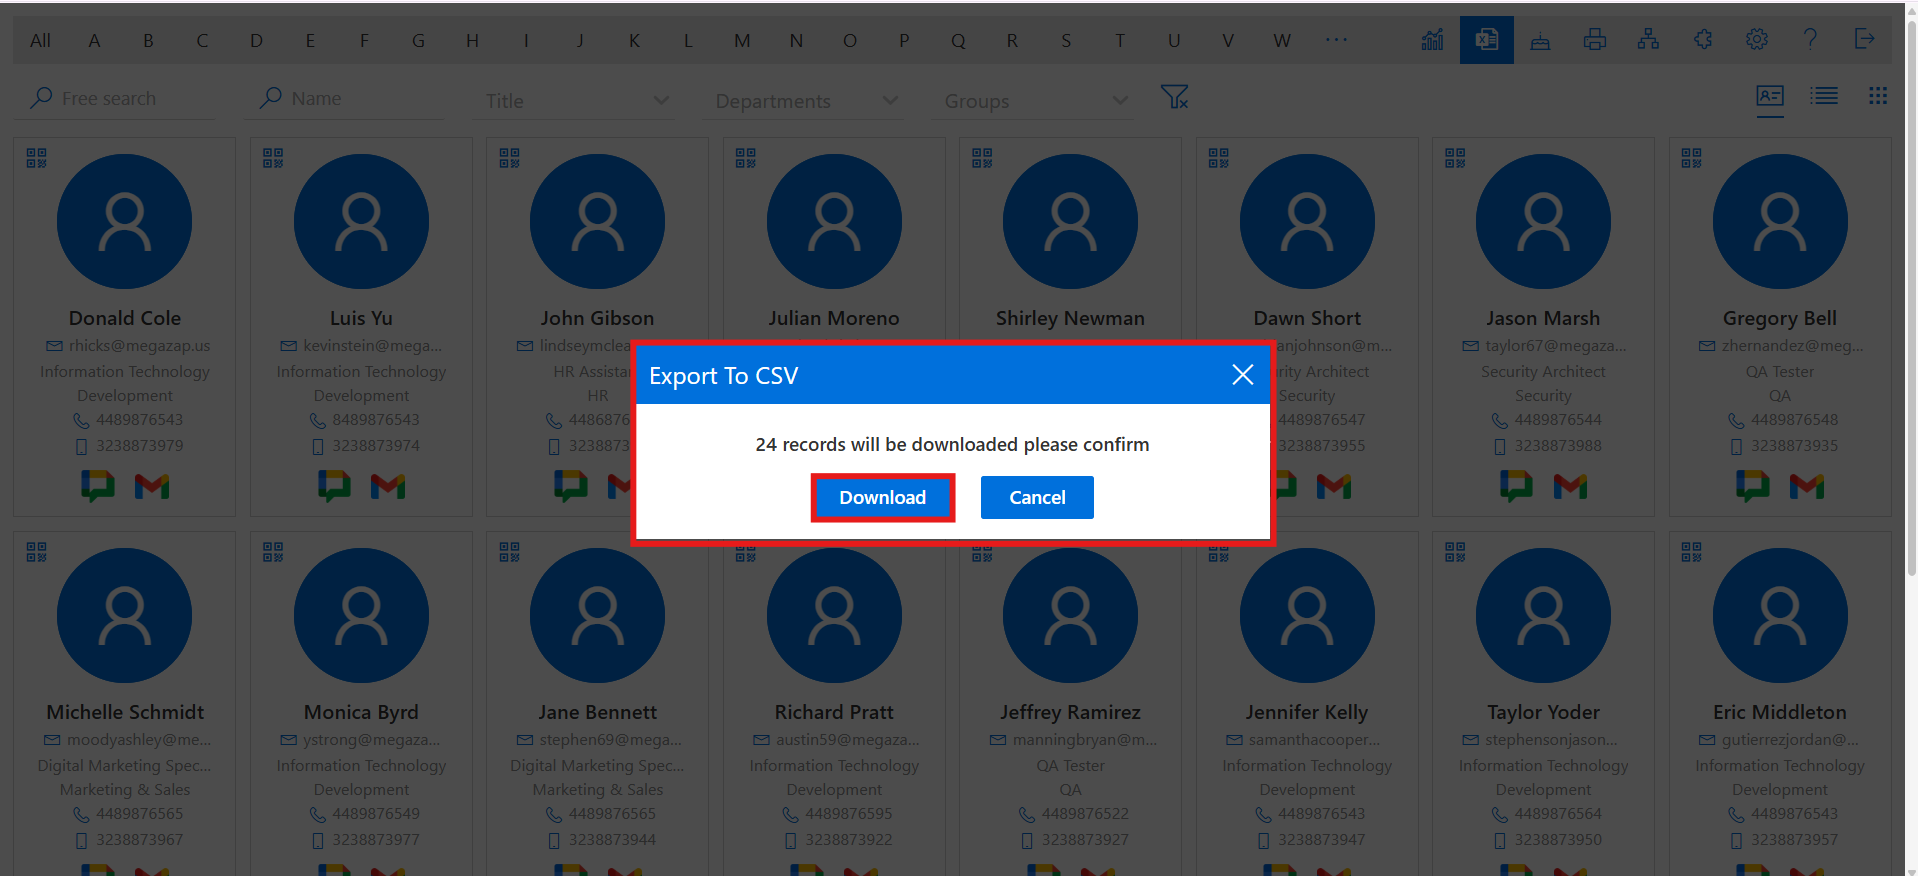 All A B C D E F G H I J K L M N O P Q R S T U V W ...
Free search Name Title Departments Groups
Donald Cole
rhicks@megazap.us
Information Technology
Development
4489876543
3238873979
Luis Yu
kevinstein@mega...
Information Technology
Development
8489876543
3238873974
John Gibson
lindseymclea
HR Assistan
HR
4486876
3238873
Julian Moreno
Shirley Newman
Dawn Short
anjohnson@m...
rity Architect
Security
4489876547
3238873955
Jason Marsh
taylor67@megaza...
Security Architect
Security
4489876544
3238873988
Gregory Bell
zhernandez@meg...
QA Tester
QA
4489876548
3238873935
Export To CSV
24 records will be downloaded please confirm
Download Cancel
Michelle Schmidt
moodyashley@me...
Digital Marketing Spec...
Marketing & Sales
4489876565
3238873967
Monica Byrd
ystrong@megaza...
Information Technology
Development
4489876549
3238873977
Jane Bennett
stephen69@mega...
Digital Marketing Spec...
Marketing & Sales
4489876565
3238873944
Richard Pratt
austin59@megaza...
Information Technology
Development
4489876595
3238873922
Jeffrey Ramirez
manningbryan@m...
QA Tester
QA
4489876522
3238873927
Jennifer Kelly
samanthacooper...
Information Technology
Development
4489876543
3238873947
Taylor Yoder
stephensonjason...
Information Technology
Development
4489876564
3238873950
Eric Middleton
gutierrezjordan@...
Information Technology
Development
4489876543
3238873957